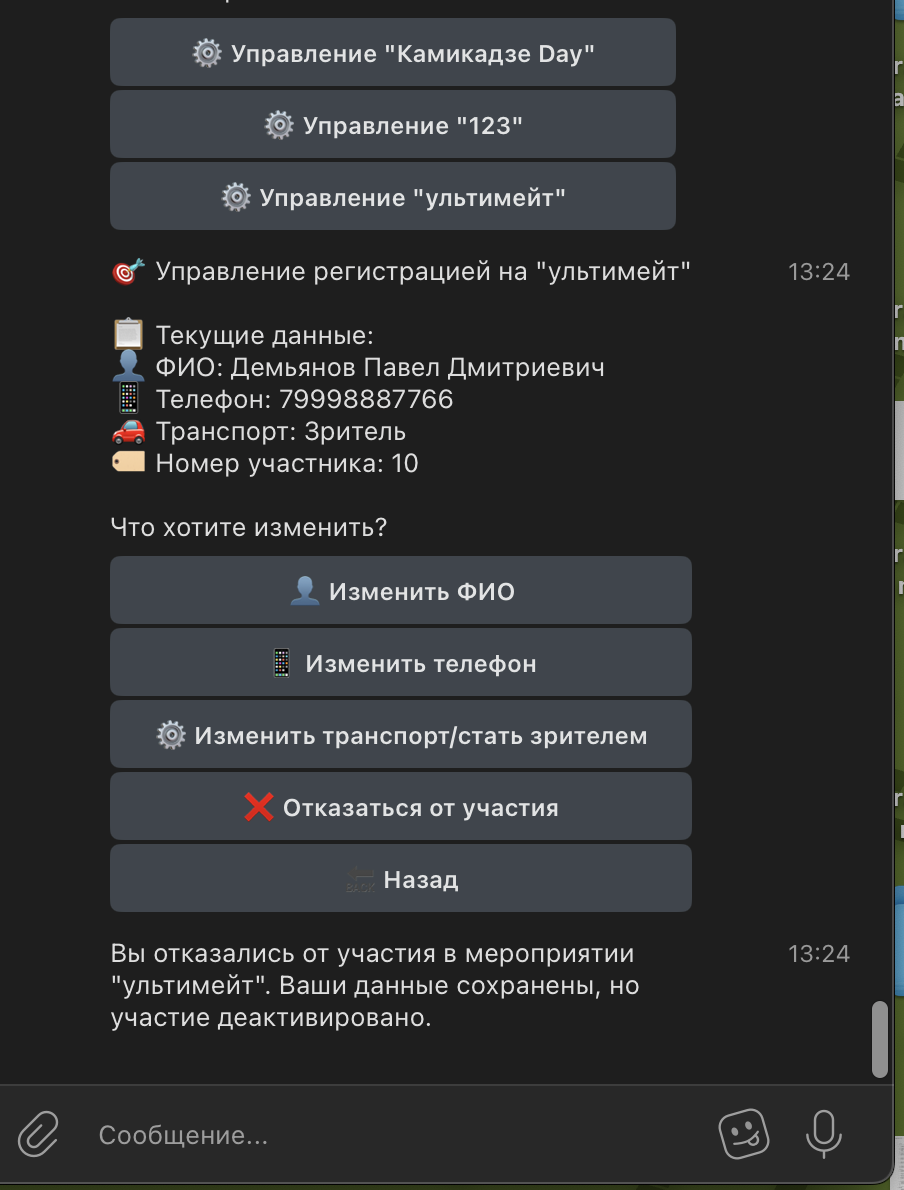 Управление "Камикадзе Day"
Управление "123"
Управление "ультимейт"
Управление регистрацией на "ультимейт" 13:24
Текущие данные:
ФИО: Демьянов Павел Дмитриевич
Телефон: 79998887766
Транспорт: Зритель
Номер участника: 10
Что хотите изменить?
Изменить ФИО
Изменить телефон
Изменить транспорт/стать зрителем
Отказаться от участия
BACK Назад
Вы отказались от участия в мероприятии 13:24
"ультимейт". Ваши данные сохранены, но
участие деактивировано.
Сообщение...